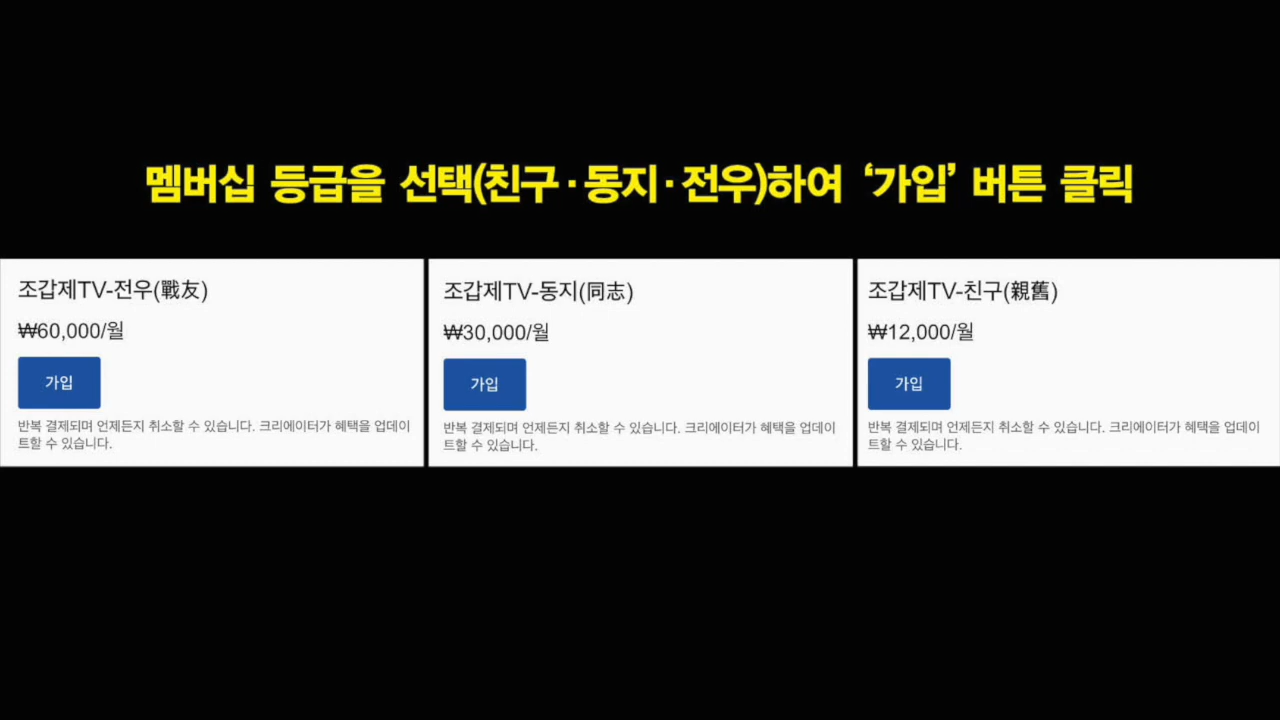 멤버십 등급을 선택(친구·동지·전우)하여 ‘가입’ 버튼 클릭
조갑제TV-전우(戰友)
₩60,000/월
가입
반복 결제되며 언제든지 취소할 수 있습니다. 크리에이터가 혜택을 업데이
트할 수 있습니다.
조갑제TV-동지(同志)
₩30,000/월
가입
반복 결제되며 언제든지 취소할 수 있습니다. 크리에이터가 혜택을 업데이
트할 수 있습니다.
조갑제TV-친구(親舊)
₩12,000/월
가입
반복 결제되며 언제든지 취소할 수 있습니다. 크리에이터가 혜택을 업데이
트할 수 있습니다.